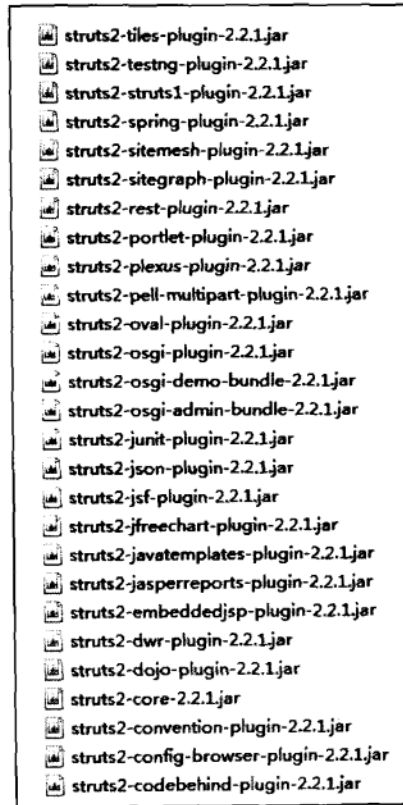 struts2-tiles-plugin-2.2.1.jar
struts2-testng-plugin-2.2.1.jar
struts2-struts1-plugin-2.2.1.jar
struts2-spring-plugin-2.2.1.jar
struts2-sitemesh-plugin-2.2.1.jar
struts2-sitegraph-plugin-2.2.1.jar
struts2-rest-plugin-2.2.1.jar
struts2-portlet-plugin-2.2.1.jar
struts2-plexus-plugin-2.2.1.jar
struts2-pell-multipart-plugin-2.2.1.jar
struts2-oval-plugin-2.2.1.jar
struts2-osgi-plugin-2.2.1.jar
struts2-osgi-demo-bundle-2.2.1.jar
struts2-osgi-admin-bundle-2.2.1.jar
struts2-junit-plugin-2.2.1.jar
struts2-json-plugin-2.2.1.jar
struts2-jsf-plugin-2.2.1.jar
struts2-jfreechart-plugin-2.2.1.jar
struts2-javatemplates-plugin-2.2.1.jar
struts2-jasperreports-plugin-2.2.1.jar
struts2-embeddedjsp-plugin-2.2.1.jar
struts2-dwr-plugin-2.2.1.jar
struts2-dojo-plugin-2.2.1.jar
struts2-core-2.2.1.jar
struts2-convention-plugin-2.2.1.jar
struts2-config-browser-plugin-2.2.1.jar
struts2-codebehind-plugin-2.2.1.jar